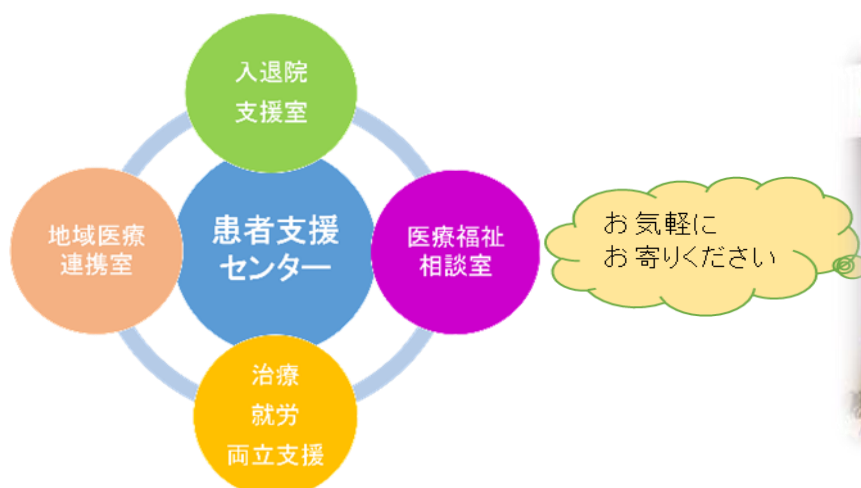 入退院
支援室
地域医療
連携室
患者支援
センター
医療福祉
相談室
治療
就労
両立支援
お気軽に
お寄りください